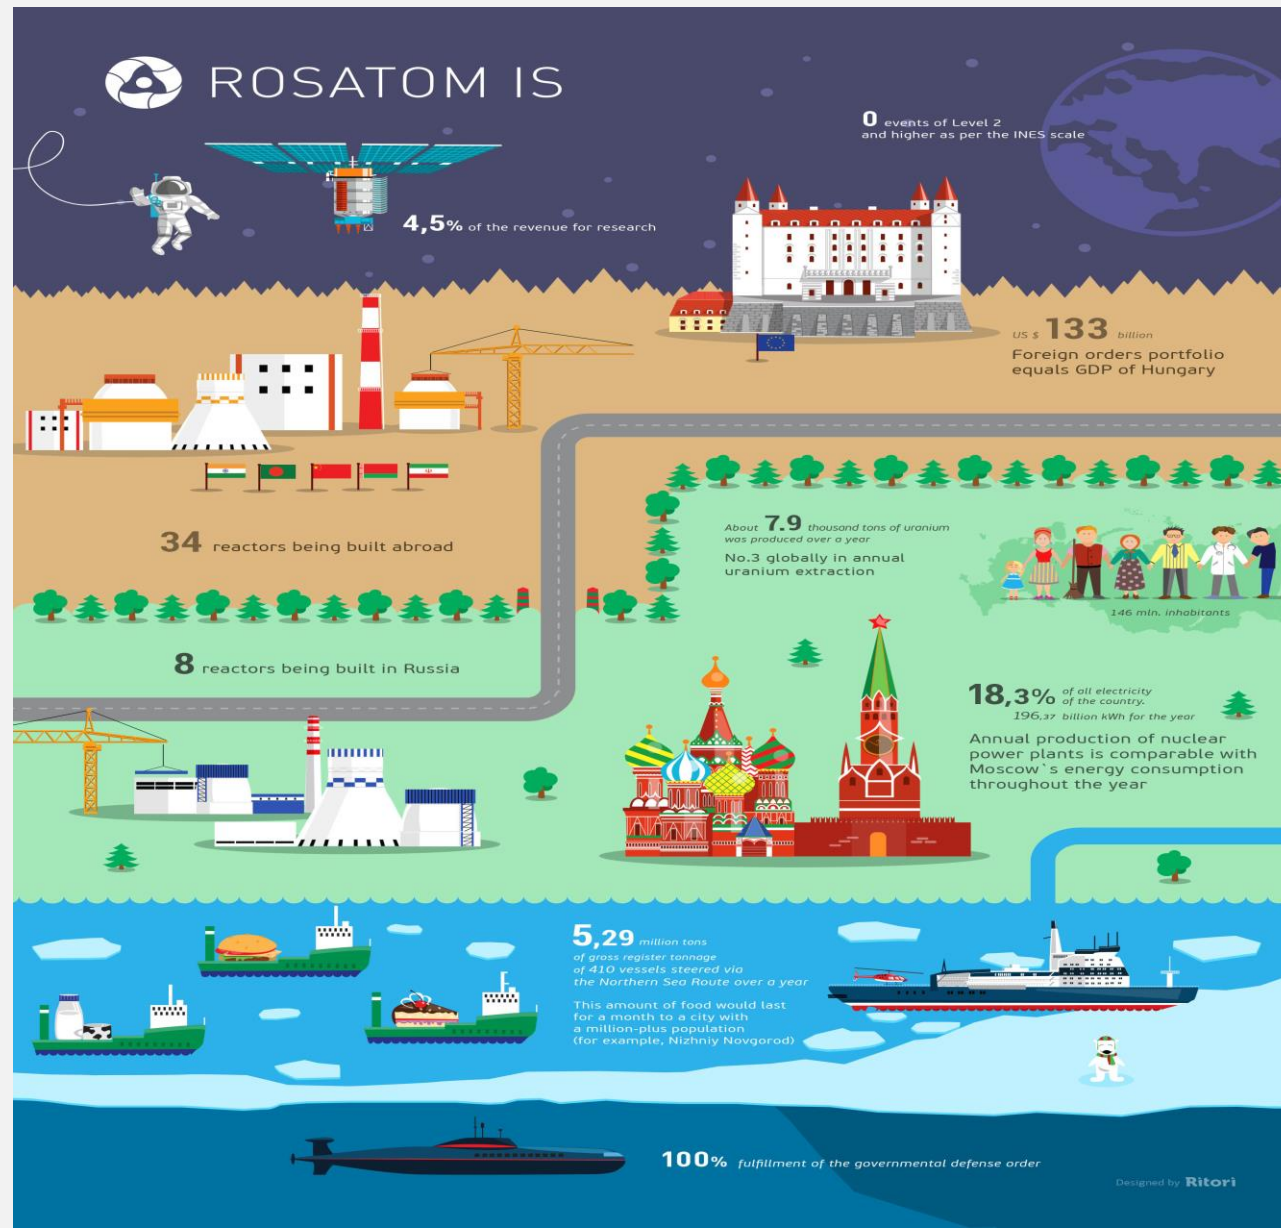 ROSATOM IS
0 events of Level 2
and higher as per the INES scale
4,5% of the revenue for research
US $ 133 billion
Foreign orders portfolio
equals GDP of Hungary
34 reactors being built abroad
About 7.9 thousand tons of uranium
was produced over a year
No.3 globally in annual
uranium extraction
146 mln. inhabitants
8 reactors being built in Russia
18,3% of all electricity
of the country.
196,37 billion kWh for the year
Annual production of nuclear
power plants is comparable with
Moscow`s energy consumption
throughout the year
5,29 million tons
of gross register tonnage
of 410 vessels steered via
the Northern Sea Route over a year
This amount of food would last
for a month to a city with
a million-plus population
(for example, Nizhniy Novgorod)
100% fulfillment of the governmental defense order
Designed by Ritori